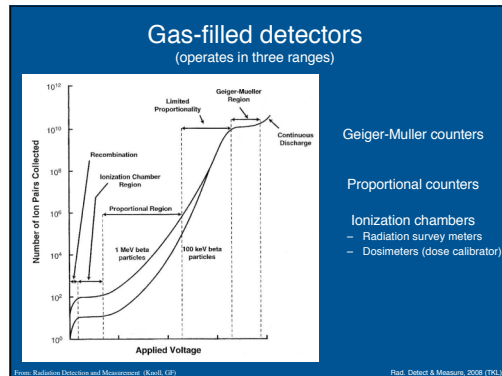 Gas-filled detectors
(operates in three ranges)
10¹²
10¹⁰
10⁸
10⁶
10⁴
10²
10⁰
Number of Ion Pairs Collected
Applied Voltage
Geiger-Mueller
Region
Limited
Proportionality
Continuous
Discharge
Recombination
Ionization Chamber
Region
Proportional Region
1 MeV beta
particles
100 keV beta
particles
Geiger-Muller counters
Proportional counters
Ionization chambers
– Radiation survey meters
– Dosimeters (dose calibrator)
From: Radiation Detection and Measurement (Knoll, GF)
Rad. Detect & Measure, 2008 (TKL)